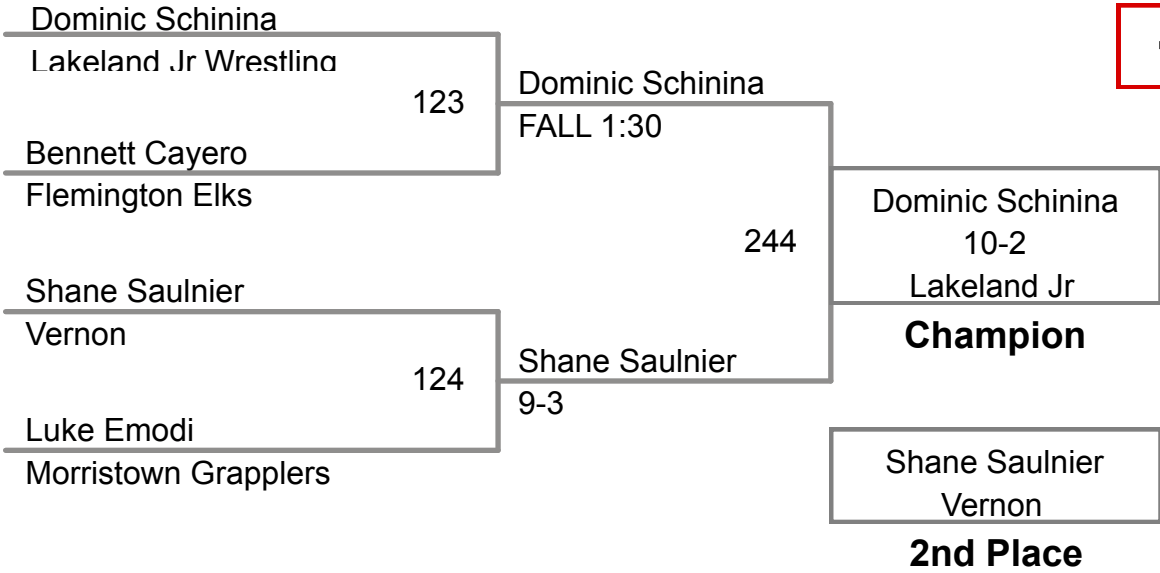 Dominic Schinina
Lakeland Jr Wrestling
123
Bennett Cayero
Flemington Elks
Shane Saulnier
Vernon
124
Luke Emodi
Morristown Grapplers
Dominic Schinina
FALL 1:30
244
Shane Saulnier
9-3
Dominic Schinina
10-2
Lakeland Jr
Champion
Shane Saulnier
Vernon
2nd Place